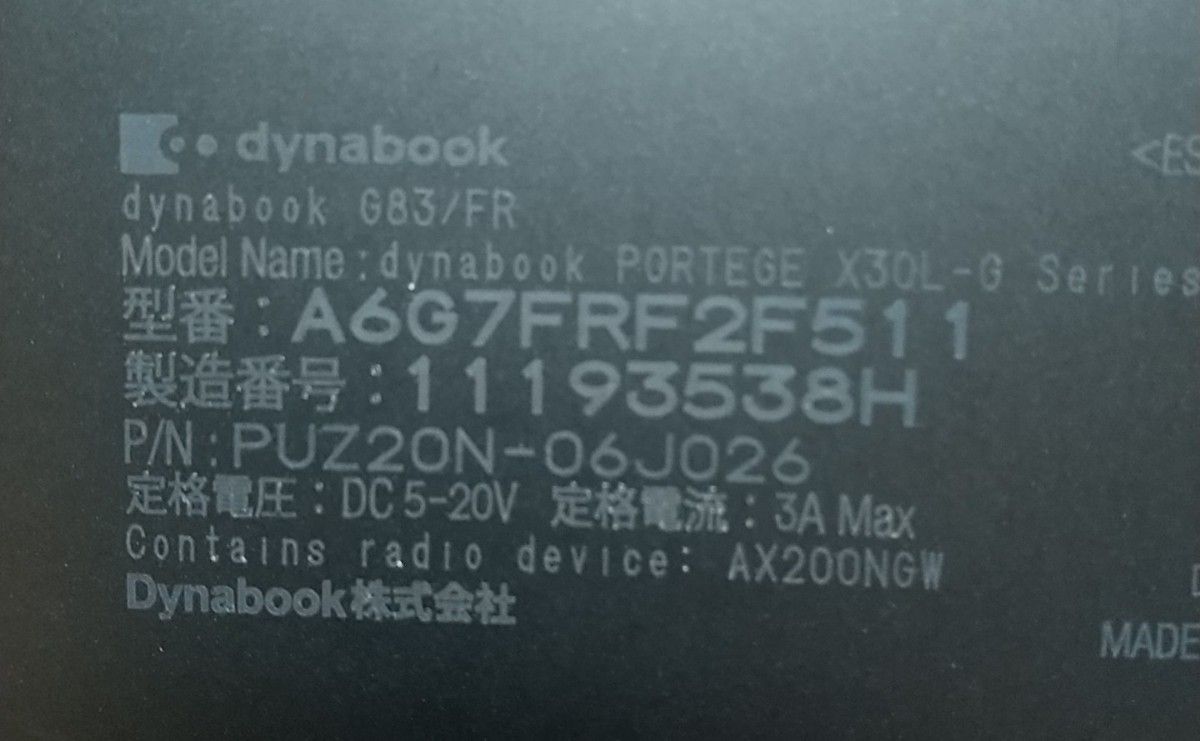 dynabook
<ES
dynabook G83/FR
Model Name:dynabook PORTEGE X30L-G Series
型番:A6G7FRF2F511
製造番号:11193538H
P/N:PUZ20N-06J026
定格電圧:DC5-20V 定格電流:3A Max
Contains radio device: AX200NGW
Dynabook株式会社
MADE